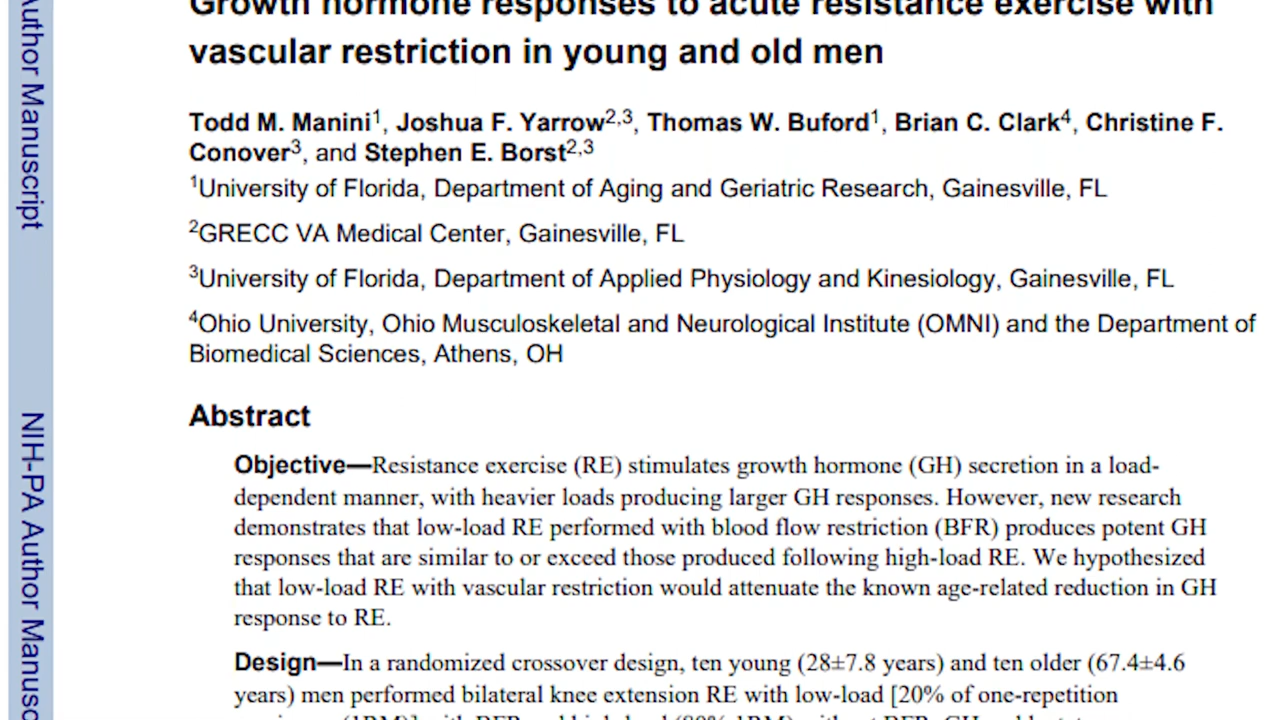 Growth hormone responses to acute resistance exercise with
vascular restriction in young and old men
Todd M. Manini1, Joshua F. Yarrow2,3, Thomas W. Buford1, Brian C. Clark4, Christine F.
Conover3, and Stephen E. Borst2,3
1University of Florida, Department of Aging and Geriatric Research, Gainesville, FL
2GRECC VA Medical Center, Gainesville, FL
3University of Florida, Department of Applied Physiology and Kinesiology, Gainesville, FL
4Ohio University, Ohio Musculoskeletal and Neurological Institute (OMNI) and the Department of
Biomedical Sciences, Athens, OH
Abstract
Objective—Resistance exercise (RE) stimulates growth hormone (GH) secretion in a load-
dependent manner, with heavier loads producing larger GH responses. However, new research
demonstrates that low-load RE performed with blood flow restriction (BFR) produces potent GH
responses that are similar to or exceed those produced following high-load RE. We hypothesized
that low-load RE with vascular restriction would attenuate the known age-related reduction in GH
response to RE.
Design—In a randomized crossover design, ten young (28±7.8 years) and ten older (67.4±4.6
years) men performed bilateral knee extension RE with low-load [20% of one-repetition
Author Manuscript
NIH-PA Author Manusc